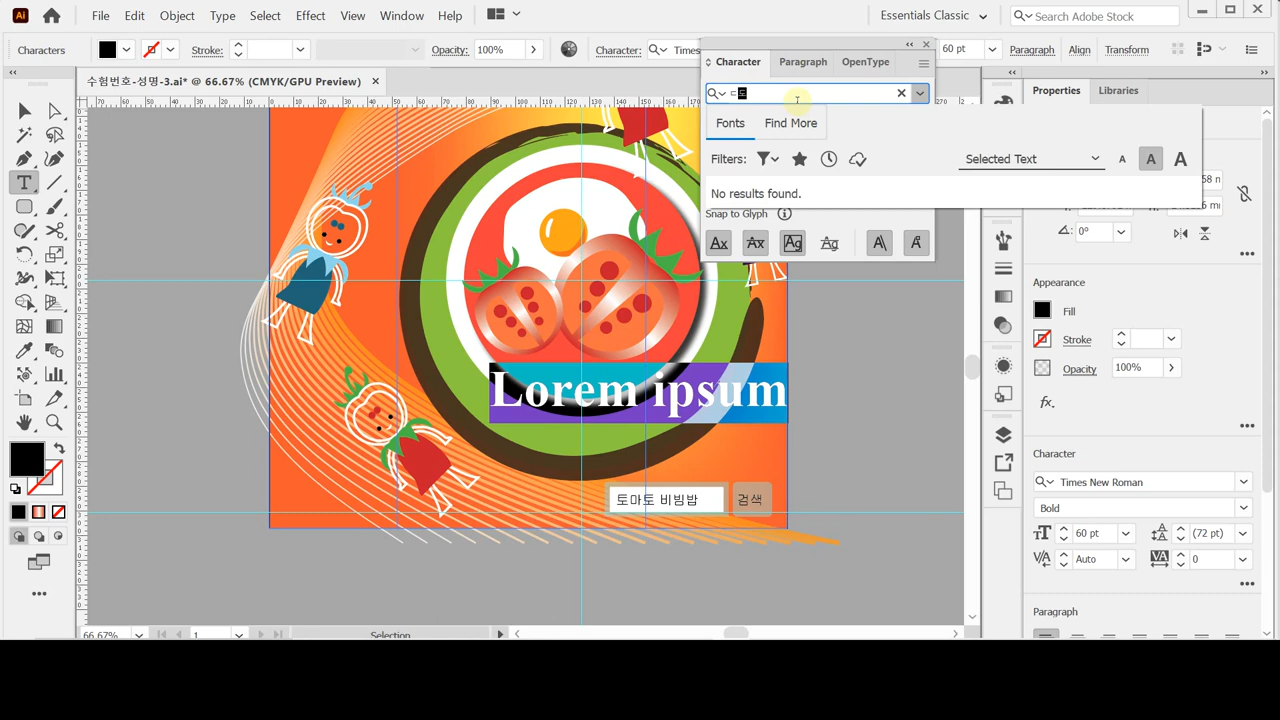 Ai File Edit Object Type Select Effect View Window Help Essentials Classic Search Adobe Stock
Characters Stroke: Opacity: 100% Character: Times 60 pt Paragraph Align Transform
수험번호-성명-3.ai* @ 66.67% (CMYK/GPU Preview)
Character Paragraph OpenType
ㄷ도
Fonts Find More
Filters: Selected Text A A A
No results found.
Snap to Glyph
Ax Ax Ag Ag A A
Lorem ipsum
토마토 비빔밥 검색
66.67% 1 Selection
Properties Libraries
0°
Appearance
Fill
Stroke
Opacity 100%
fx.
Character
Times New Roman
Bold
60 pt (72 pt)
Auto 0
Paragraph